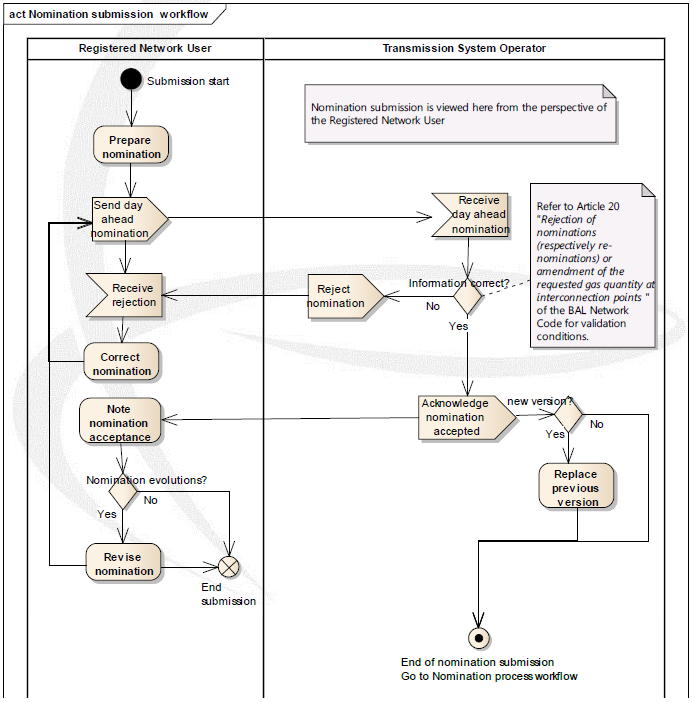 act Nomination submission workflow
Registered Network User
Transmission System Operator
Submission start
Nomination submission is viewed here from the perspective of
the Registered Network User
Prepare
nomination
Send day
ahead
nomination
Receive
day ahead
nomination
Refer to Article 20
"Rejection of
nominations
(respectively re-
nominations) or
amendment of the
requested gas quantity at
interconnection points "
of the BAL Network
Code for validation
conditions.
Receive
rejection
Reject
nomination
Information correct?
No
Yes
Correct
nomination
Note
nomination
acceptance
Acknowledge
nomination
accepted
new version?
No
Yes
Nomination evolutions?
No
Yes
Replace
previous
version
Revise
nomination
End
submission
End of nomination submission
Go to Nomination process workflow